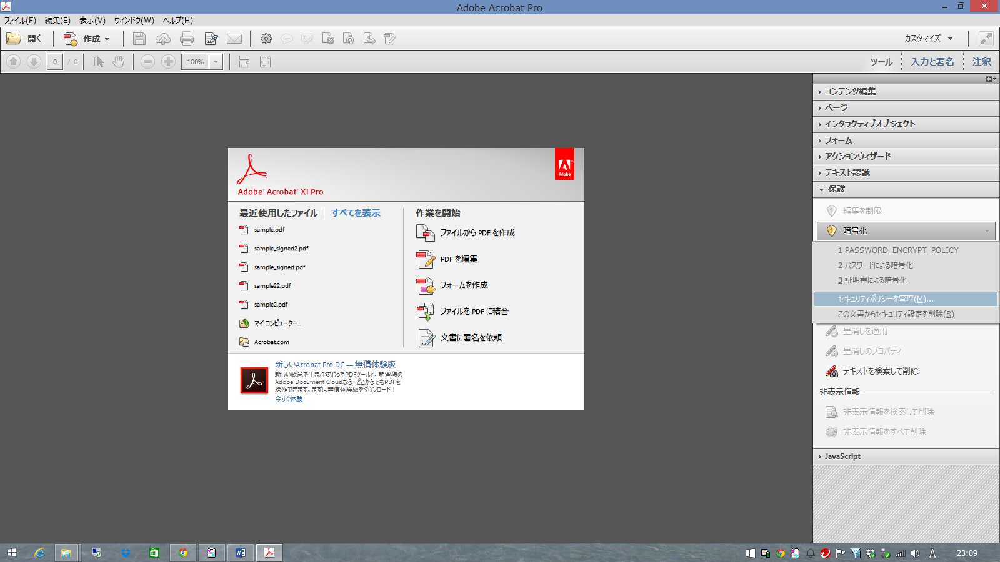 Adobe Acrobat Pro
ファイル(F) 編集(E) 表示(V) ウィンドウ(W) ヘルプ(H)
開く 作成 カスタマイズ
0 / 0 100% ツール 入力と署名 注釈
コンテンツ編集
ページ
インタラクティブオブジェクト
フォーム
アクションウィザード
テキスト認識
保護
編集を制限
暗号化
1 PASSWORD_ENCRYPT_POLICY
2 パスワードによる暗号化
3 証明書による暗号化
セキュリティポリシーを管理(M)...
この文書からセキュリティ設定を削除(R)
墨消しを適用
墨消しのプロパティ
テキストを検索して削除
非表示情報
非表示情報を検索して削除
非表示情報をすべて削除
JavaScript
Adobe
Adobe® Acrobat® XI Pro
最近使用したファイル すべてを表示
sample.pdf
sample_signed2.pdf
sample_signed.pdf
sample22.pdf
sample2.pdf
マイ コンピューター...
Acrobat.com
作業を開始
ファイルから PDF を作成
PDF を編集
フォームを作成
ファイルを PDF に結合
文書に署名を依頼
新しいAcrobat Pro DC — 無償体験版
新しい概念で生まれ変わったPDFツールと、新登場の
Adobe Document Cloudなら、どこからでもPDFを
操作できます。まずは無償体験版をダウンロード！
今すぐ体験
A 23:09